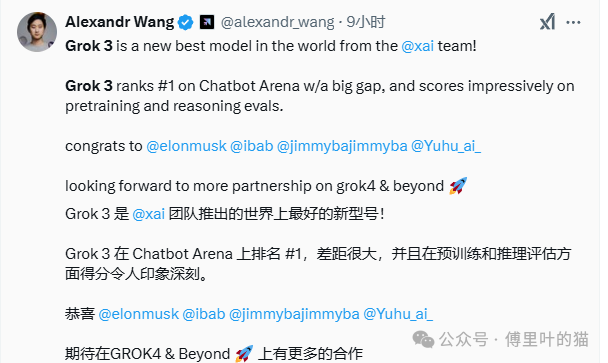 Alexandr Wang @alexandr_wang · 9小时
Grok 3 is a new best model in the world from the @xai team!
Grok 3 ranks #1 on Chatbot Arena w/a big gap, and scores impressively on
pretraining and reasoning evals.
congrats to @elonmusk @ibab @jimmybajimmyba @Yuhu_ai_
looking forward to more partnership on grok4 & beyond 🚀
Grok 3 是 @xai 团队推出的世界上最好的新型号！
Grok 3 在 Chatbot Arena 上排名 #1，差距很大，并且在预训练和推理评估方
面得分令人印象深刻。
恭喜 @elonmusk @ibab @jimmybajimmyba @Yuhu_ai_
期待在GROK4 & Beyond 🚀 上有更多的合作
公众号 · 傅里叶的猫